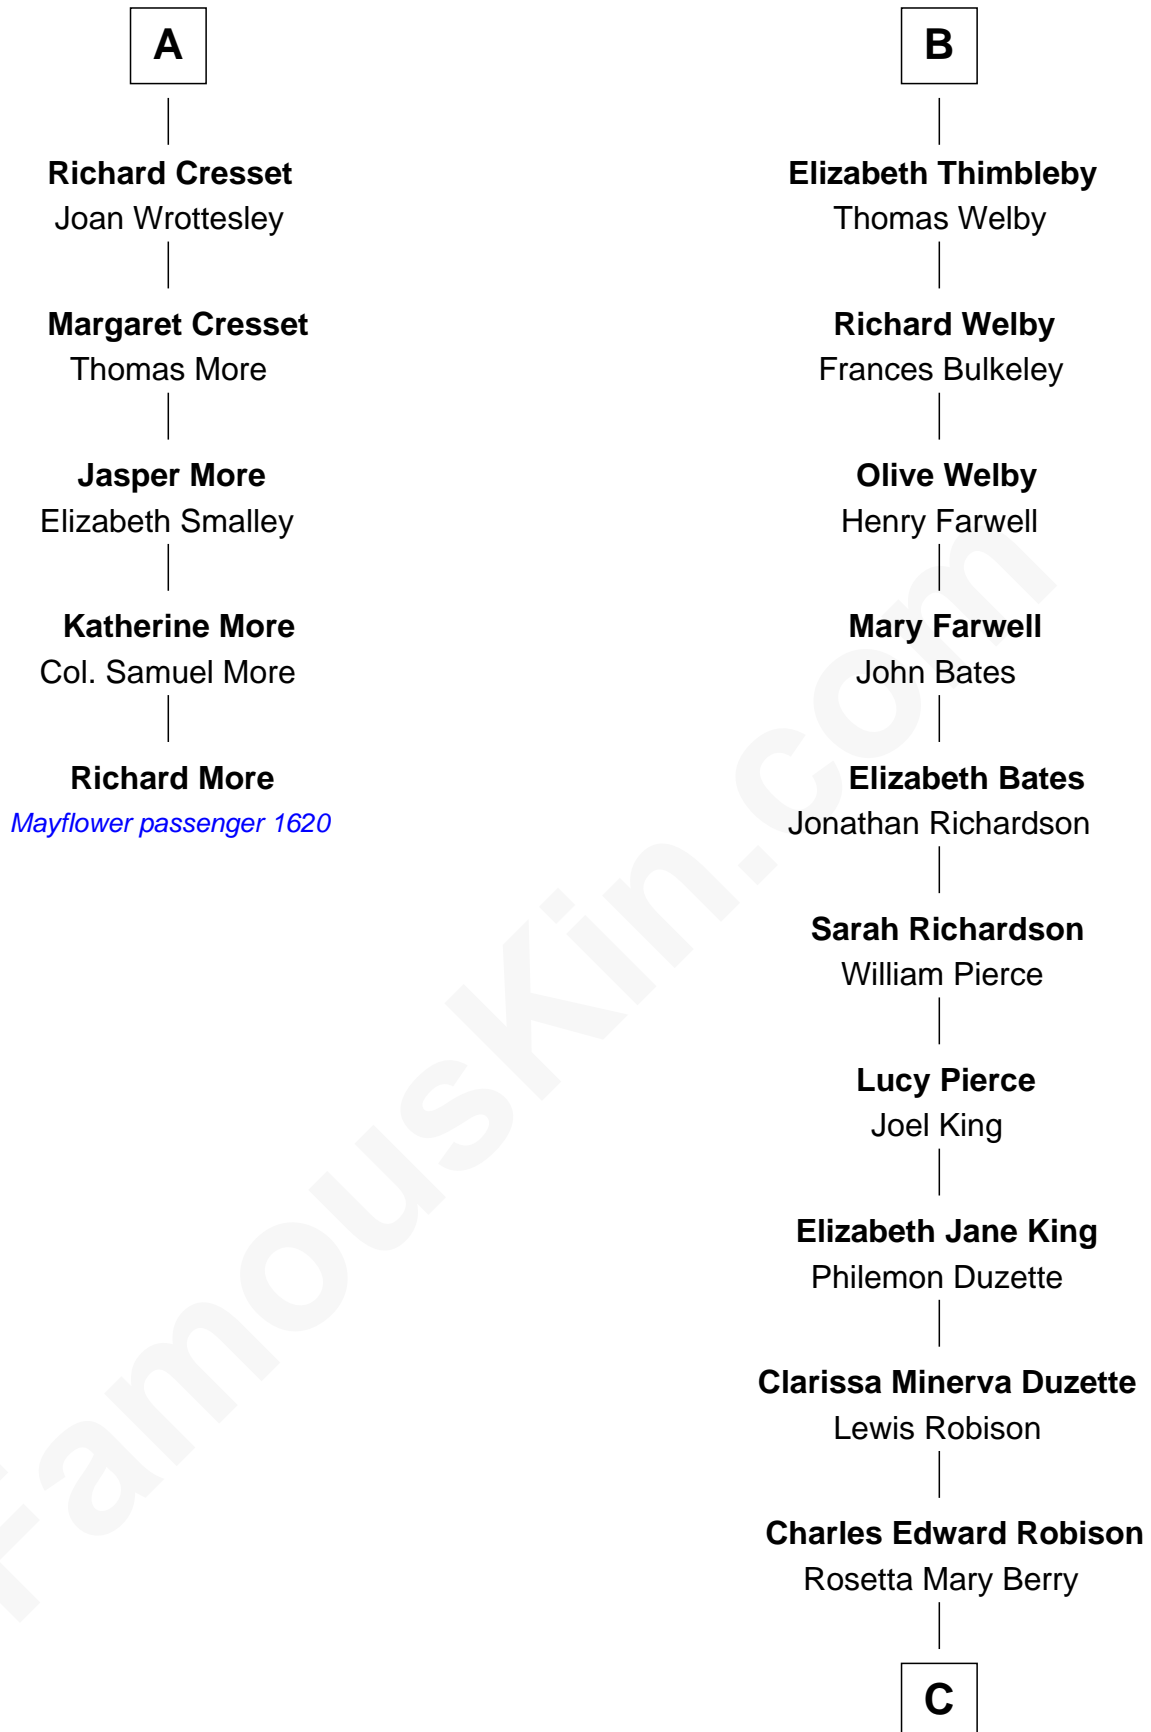 A
Richard Cresset
Joan Wrottesley
Margaret Cresset
Thomas More
Jasper More
Elizabeth Smalley
Katherine More
Col. Samuel More
Richard More
Mayflower passenger 1620
B
Elizabeth Thimbleby
Thomas Welby
Richard Welby
Frances Bulkeley
Olive Welby
Henry Farwell
Mary Farwell
John Bates
Elizabeth Bates
Jonathan Richardson
Sarah Richardson
William Pierce
Lucy Pierce
Joel King
Elizabeth Jane King
Philemon Duzette
Clarissa Minerva Duzette
Lewis Robison
Charles Edward Robison
Rosetta Mary Berry
C
FamousKin.com